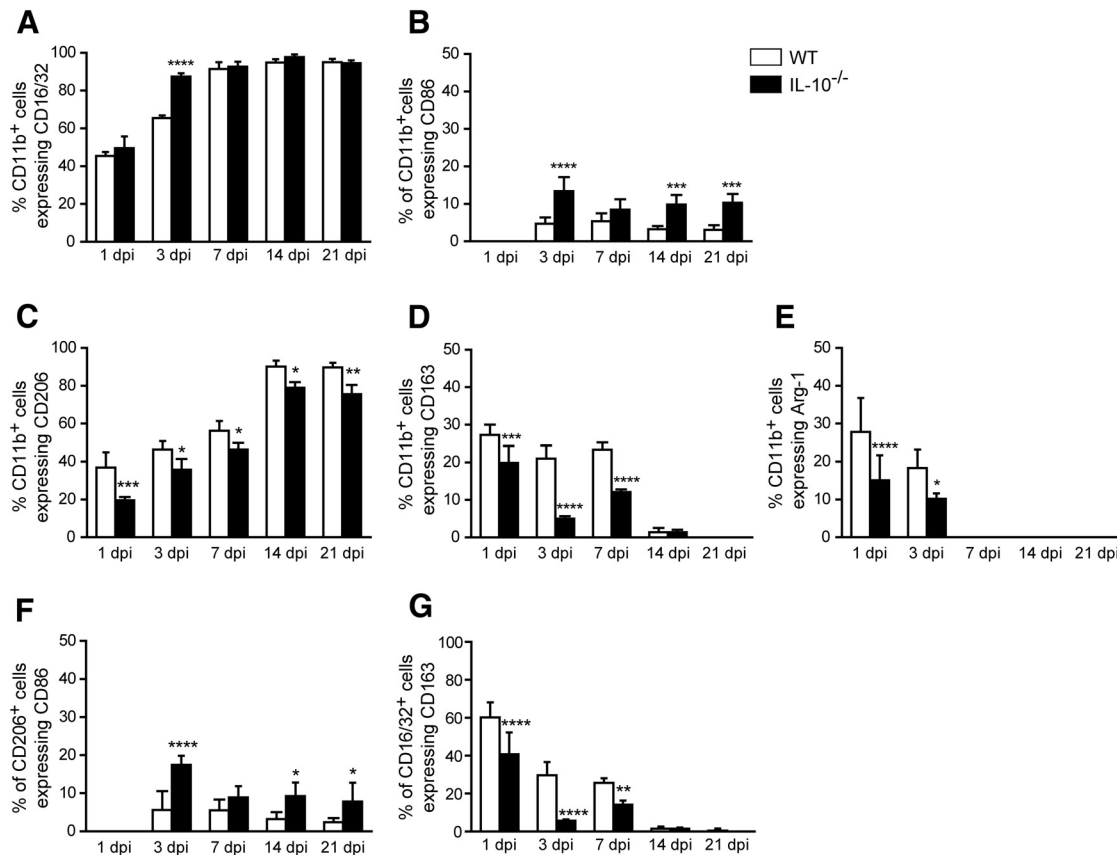 A
% CD11b⁺ cells
expressing CD16/32
100
80
60
40
20
0
****
1 dpi 3 dpi 7 dpi 14 dpi 21 dpi
B
% of CD11b⁺cells
expressing CD86
50
40
30
20
10
0
**** *** ***
1 dpi 3 dpi 7 dpi 14 dpi 21 dpi
WT
IL-10⁻/⁻
C
% CD11b⁺ cells
expressing CD206
100
80
60
40
20
0
*** * * * **
1 dpi 3 dpi 7 dpi 14 dpi 21 dpi
D
% CD11b⁺ cells
expressing CD163
50
40
30
20
10
0
*** **** ****
1 dpi 3 dpi 7 dpi 14 dpi 21 dpi
E
% CD11b⁺ cells
expressing Arg-1
50
40
30
20
10
0
**** *
1 dpi 3 dpi 7 dpi 14 dpi 21 dpi
F
% of CD206⁺ cells
expressing CD86
50
40
30
20
10
0
**** * *
1 dpi 3 dpi 7 dpi 14 dpi 21 dpi
G
% of CD16/32⁺ cells
expressing CD163
100
80
60
40
20
0
**** **** **
1 dpi 3 dpi 7 dpi 14 dpi 21 dpi